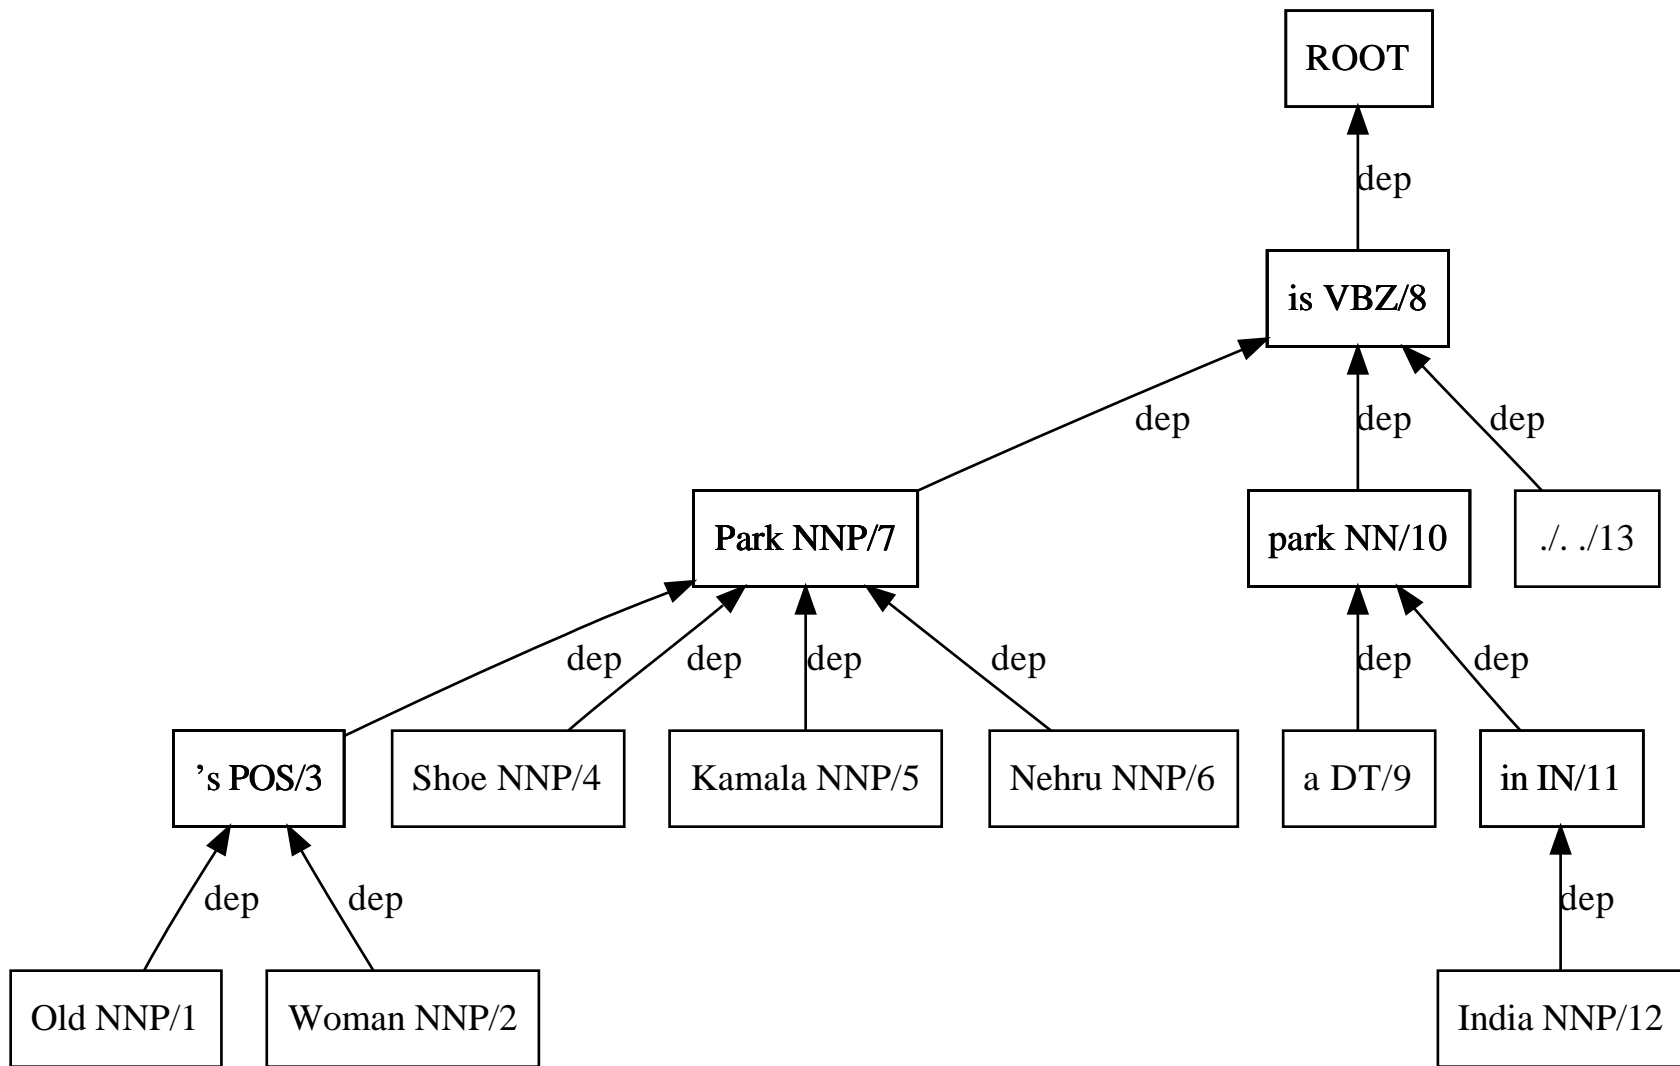 ROOT
dep
is VBZ/8
dep dep dep
Park NNP/7 park NN/10 ./. ./13
dep dep dep dep dep dep
’s POS/3 Shoe NNP/4 Kamala NNP/5 Nehru NNP/6 a DT/9 in IN/11
dep dep dep
Old NNP/1 Woman NNP/2 India NNP/12